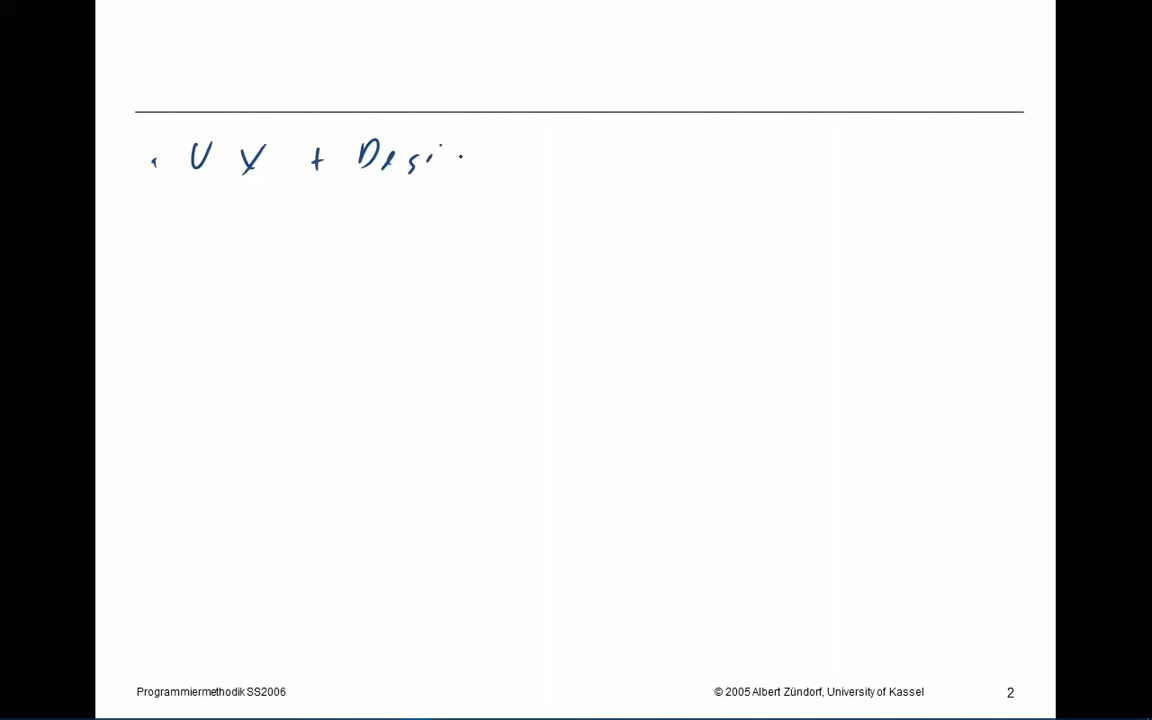 · UX + Desi
Programmiermethodik SS2006
© 2005 Albert Zündorf, University of Kassel
2